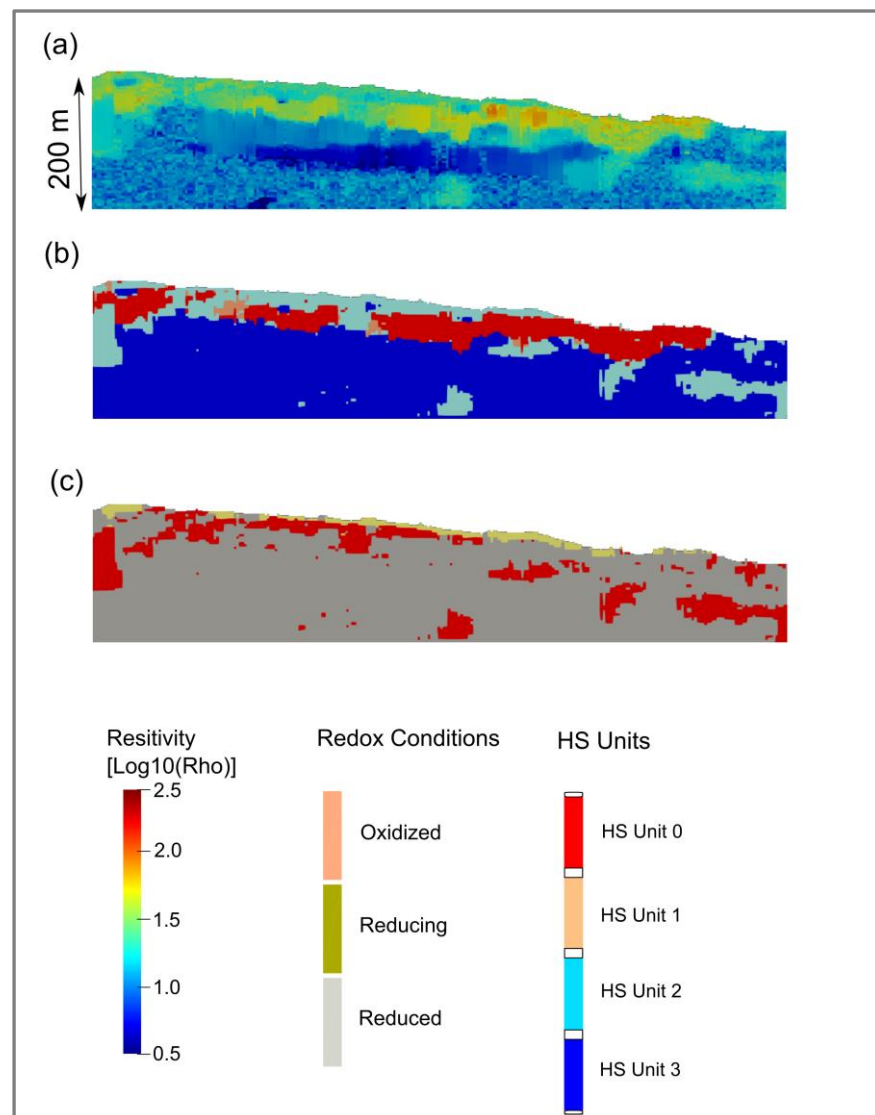 (a)
200 m
(b)
(c)
Resitivity
[Log10(Rho)]
2.5
2.0
1.5
1.0
0.5
Redox Conditions
Oxidized
Reducing
Reduced
HS Units
HS Unit 0
HS Unit 1
HS Unit 2
HS Unit 3